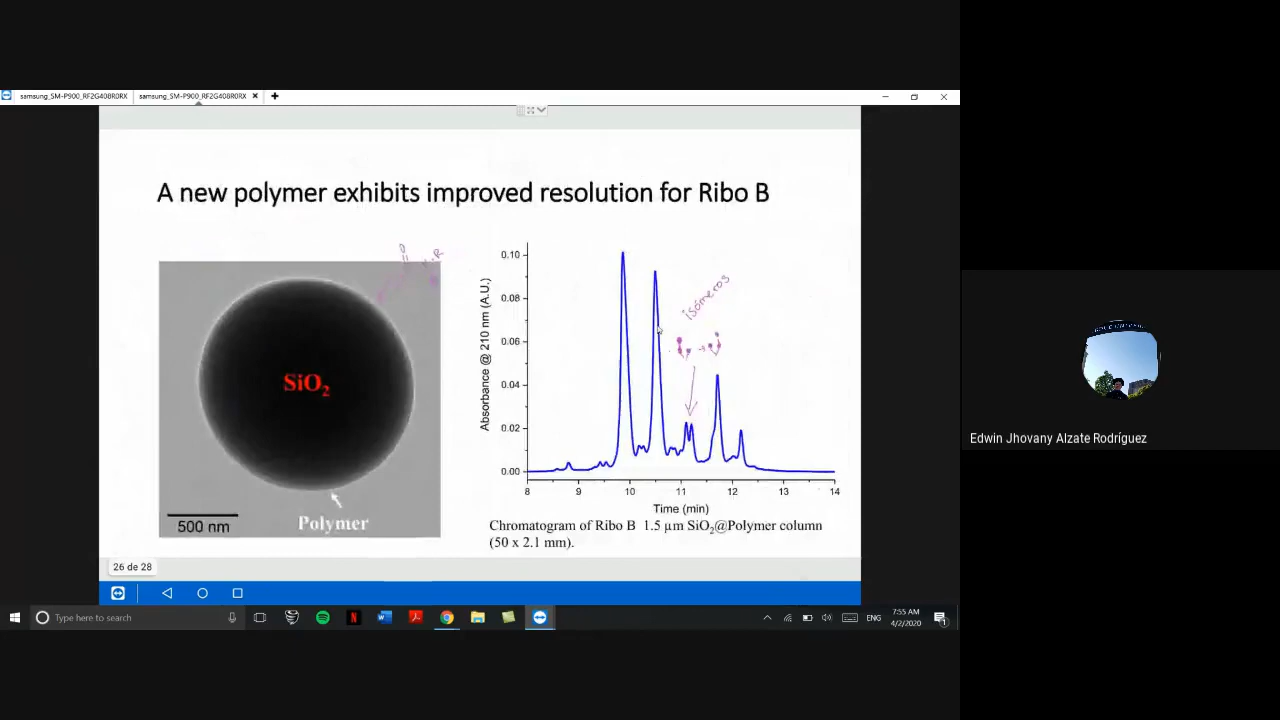 samsung_SM-P900_RF2G408R0RX
samsung_SM-P900_RF2G408R0RX
A new polymer exhibits improved resolution for Ribo B
SiO2
Polymer
500 nm
O
R
Absorbance @ 210 nm (A.U.)
0.10
0.08
0.06
0.04
0.02
0.00
isómeros
8 9 10 11 12 13 14
Time (min)
Chromatogram of Ribo B 1.5 μm SiO2@Polymer column
(50 x 2.1 mm).
26 de 28
Edwin Jhovany Alzate Rodríguez
Type here to search
ENG
7:55 AM
4/2/2020